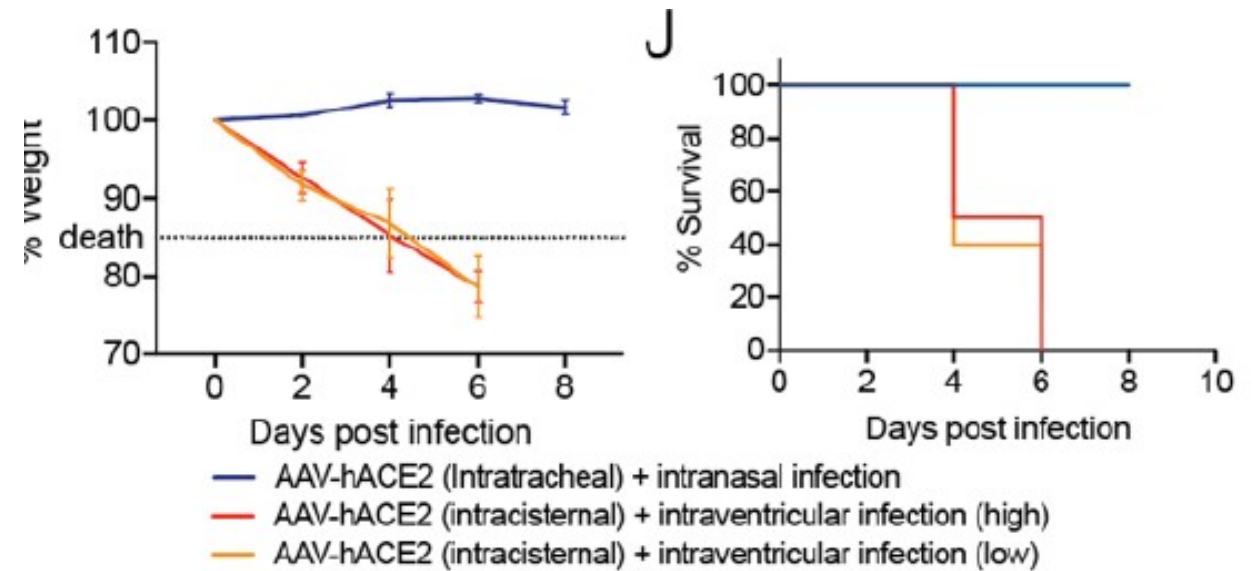 J
% Weight
110
100
90
death
80
70
0 2 4 6 8
Days post infection
% Survival
100
80
60
40
20
0
0 2 4 6 8 10
Days post infection
AAV-hACE2 (Intratracheal) + intranasal infection
AAV-hACE2 (intracisternal) + intraventricular infection (high)
AAV-hACE2 (intracisternal) + intraventricular infection (low)